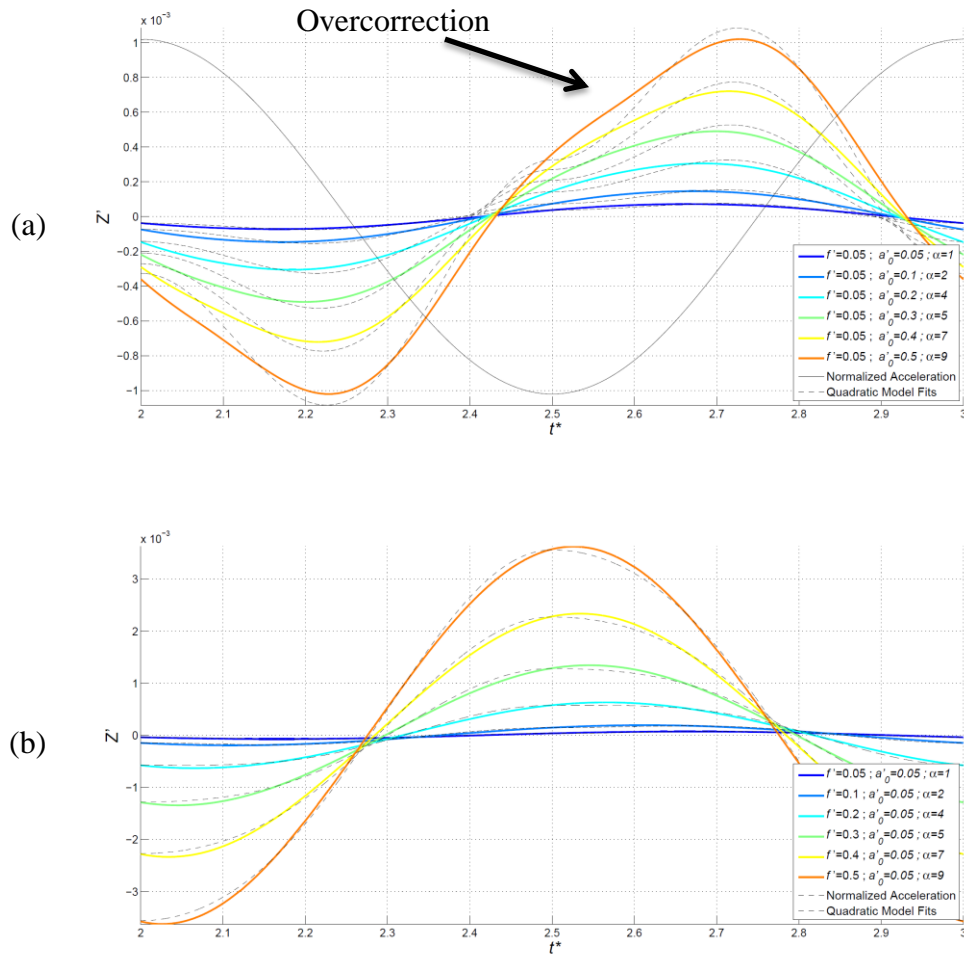 Overcorrection
x 10⁻³
1
0.8
0.6
0.4
0.2
0
-0.2
-0.4
-0.6
-0.8
-1
Z'
(a)
f'=0.05 ; a'₀=0.05 ; α=1
f'=0.05 ; a'₀=0.1 ; α=2
f'=0.05 ; a'₀=0.2 ; α=4
f'=0.05 ; a'₀=0.3 ; α=5
f'=0.05 ; a'₀=0.4 ; α=7
f'=0.05 ; a'₀=0.5 ; α=9
Normalized Acceleration
Quadratic Model Fits
2 2.1 2.2 2.3 2.4 2.5 2.6 2.7 2.8 2.9 3
t*
x 10⁻³
3
2
1
0
-1
-2
-3
Z'
(b)
f'=0.05 ; a'₀=0.05 ; α=1
f'=0.1 ; a'₀=0.05 ; α=2
f'=0.2 ; a'₀=0.05 ; α=4
f'=0.3 ; a'₀=0.05 ; α=5
f'=0.4 ; a'₀=0.05 ; α=7
f'=0.5 ; a'₀=0.05 ; α=9
Normalized Acceleration
Quadratic Model Fits
2 2.1 2.2 2.3 2.4 2.5 2.6 2.7 2.8 2.9 3
t*